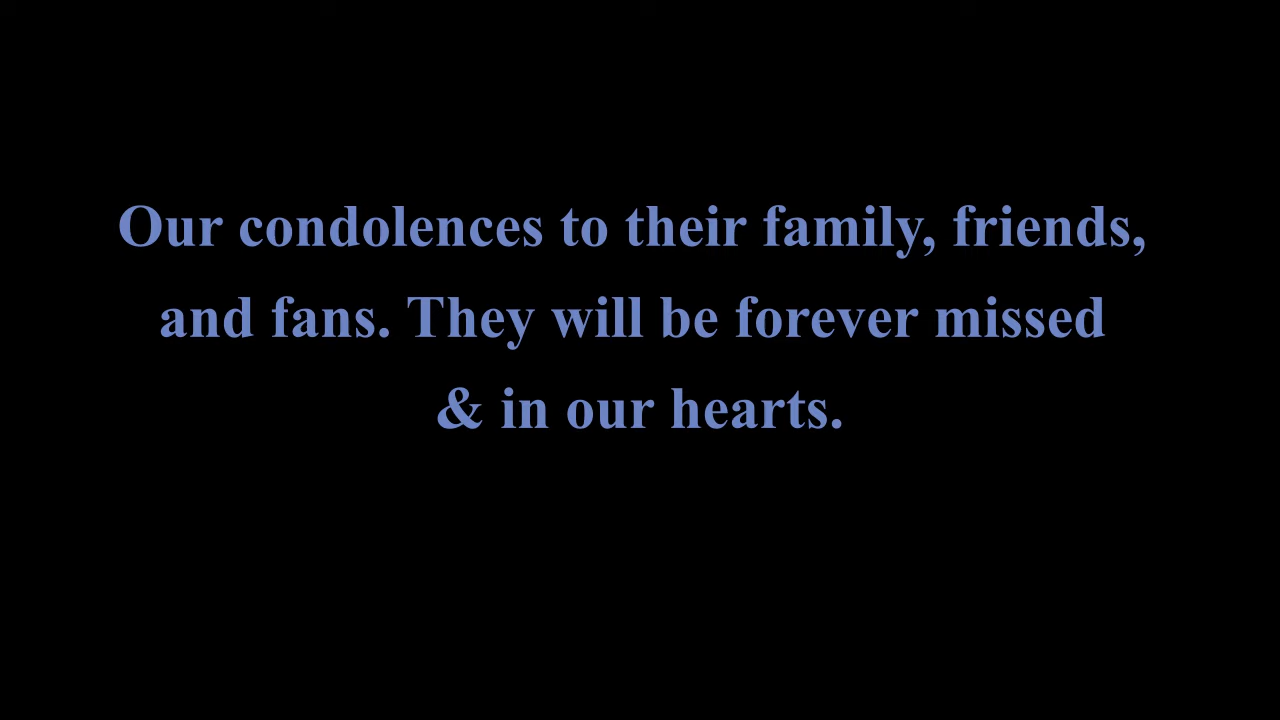 Our condolences to their family, friends,
and fans. They will be forever missed
& in our hearts.